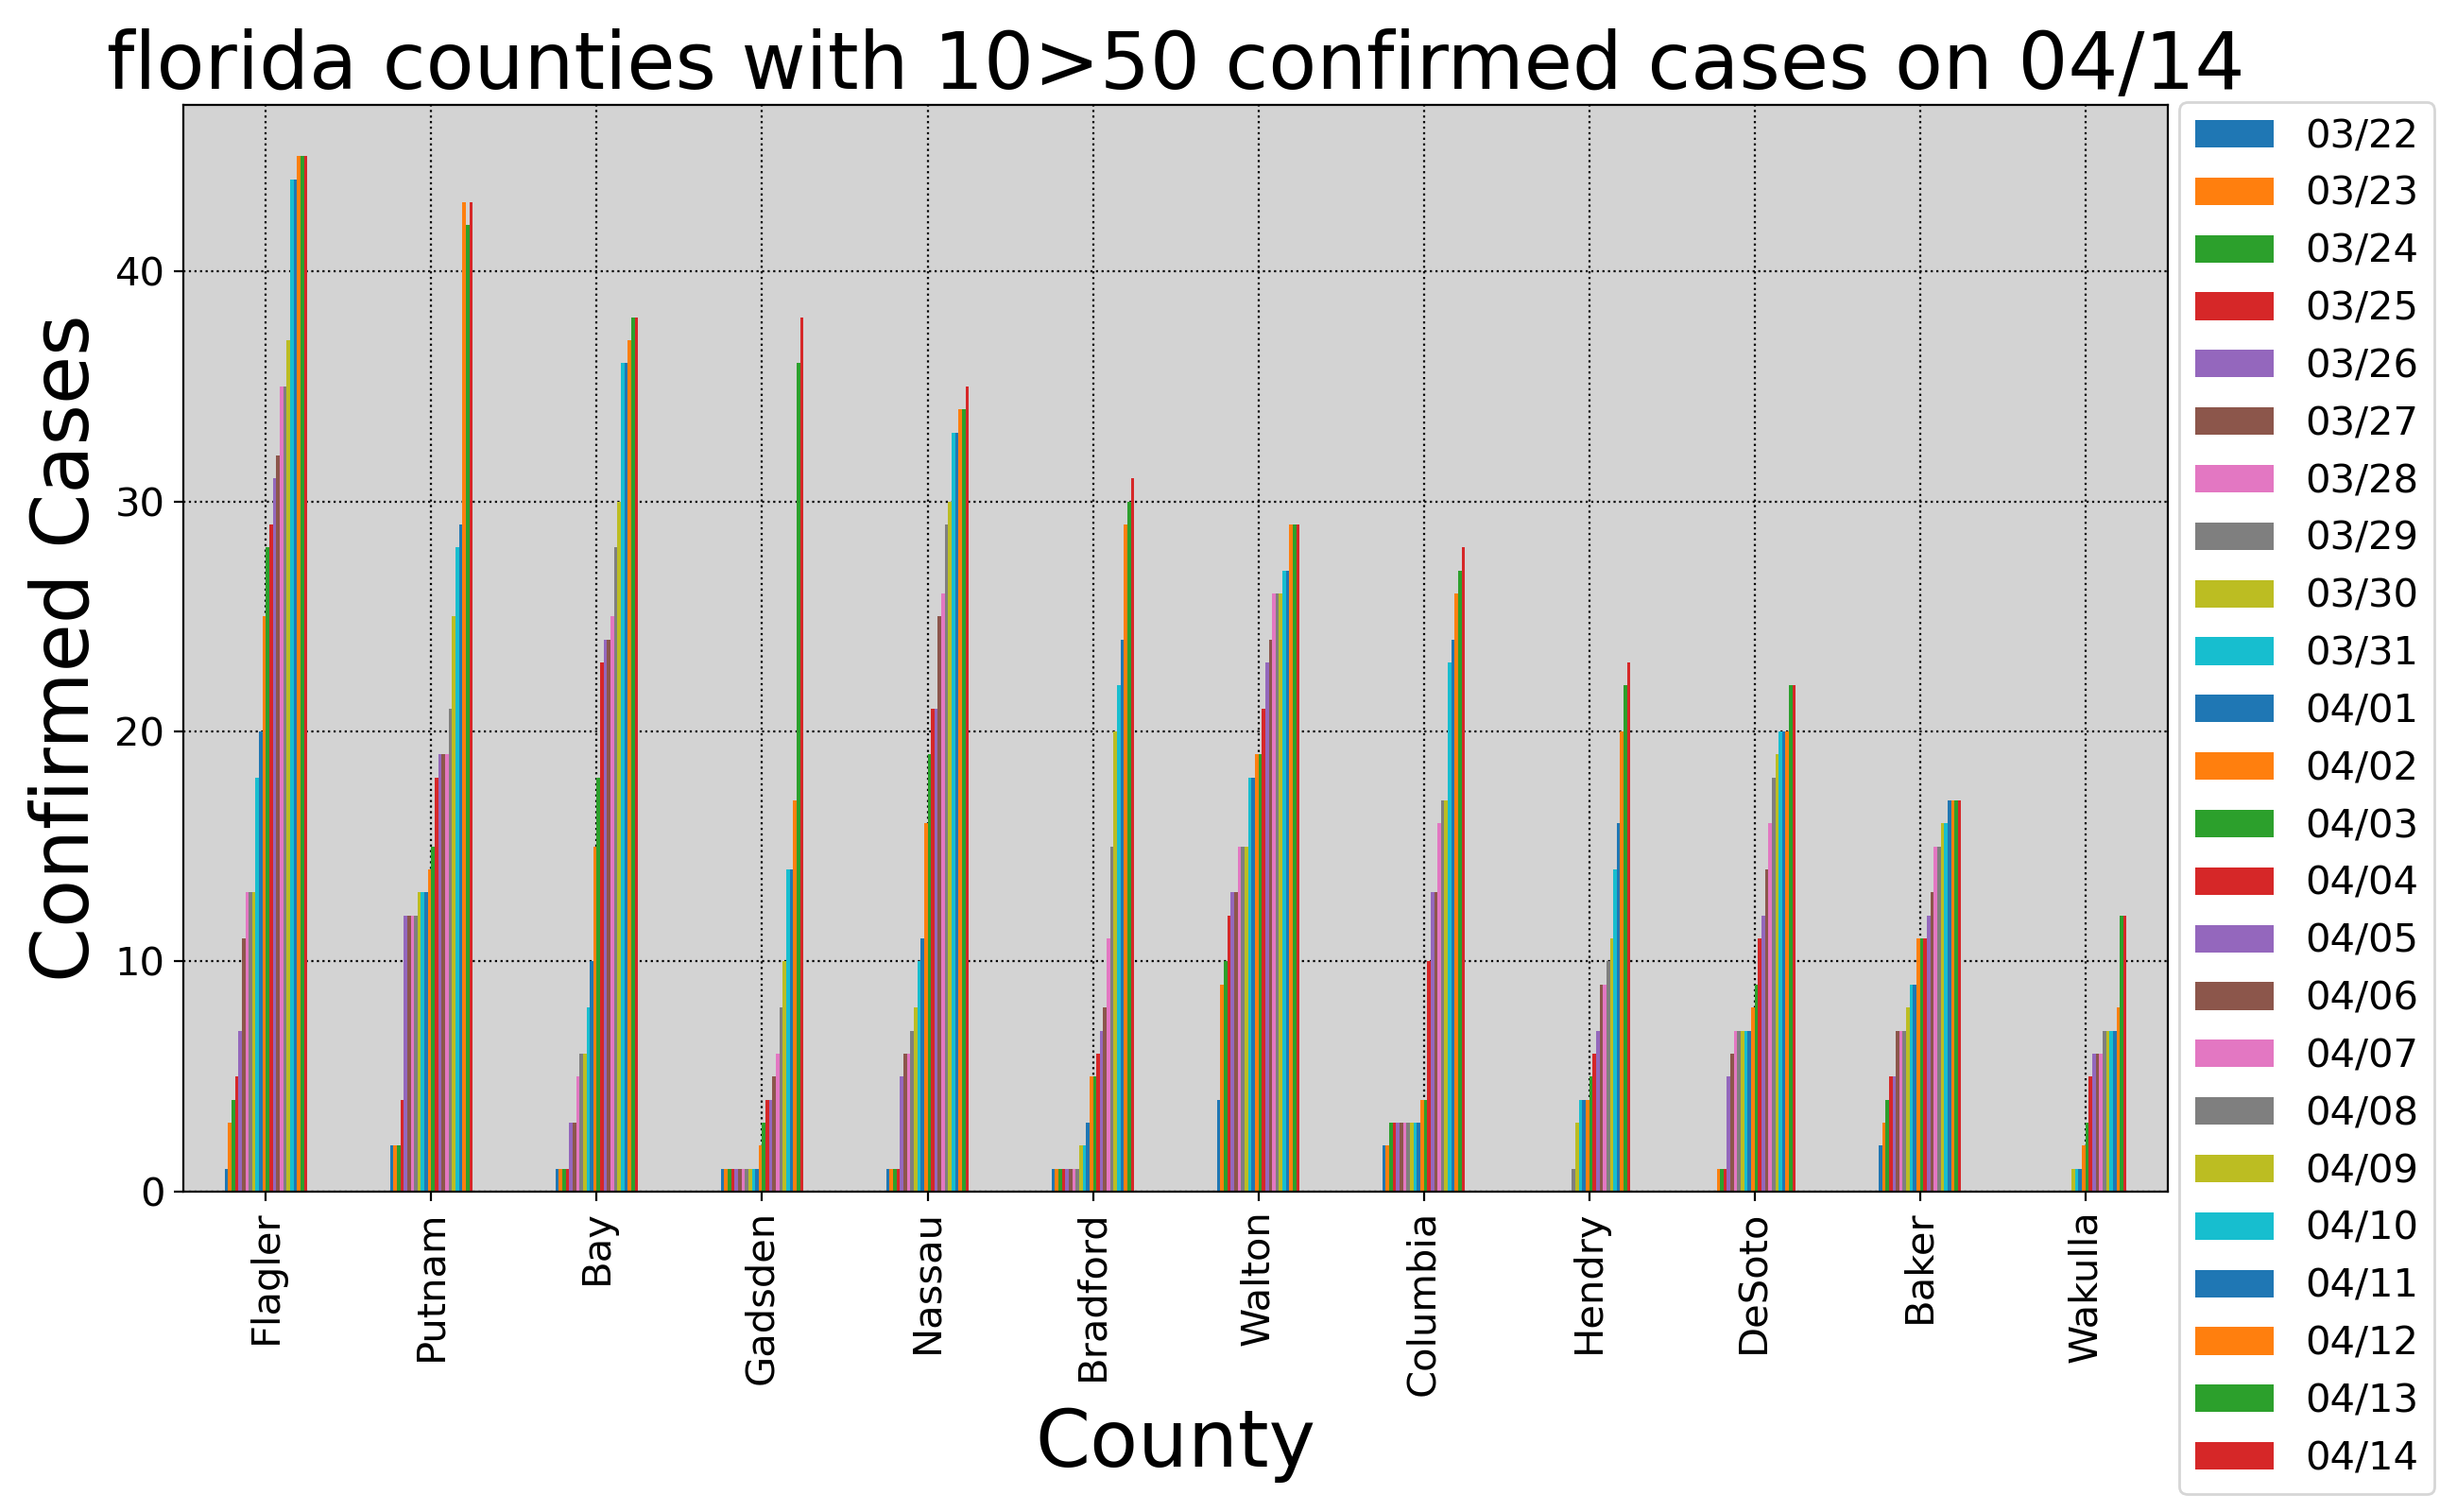 florida counties with 10>50 confirmed cases on 04/14
Confirmed Cases
40
30
20
10
0
Flagler
Putnam
Bay
Gadsden
Nassau
Bradford
Walton
Columbia
Hendry
DeSoto
Baker
Wakulla
County
03/22
03/23
03/24
03/25
03/26
03/27
03/28
03/29
03/30
03/31
04/01
04/02
04/03
04/04
04/05
04/06
04/07
04/08
04/09
04/10
04/11
04/12
04/13
04/14